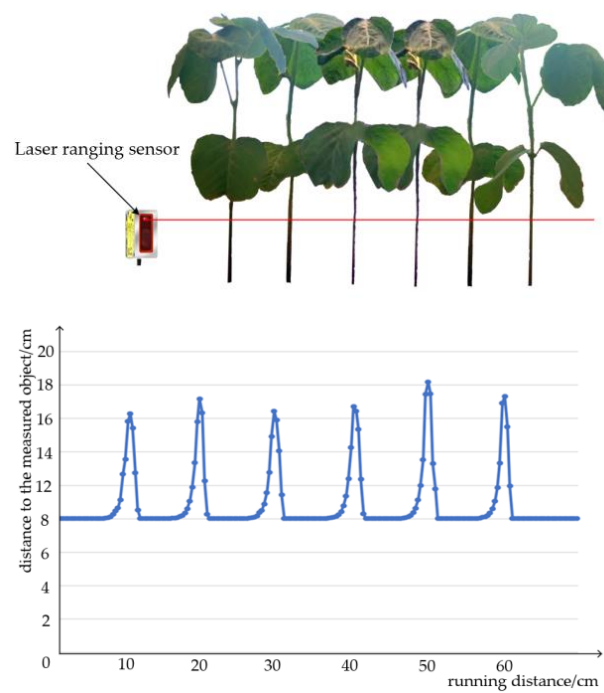 Laser ranging sensor
distance to the measured object/cm
20
18
16
14
12
10
8
6
4
2
0
10 20 30 40 50 60
running distance/cm